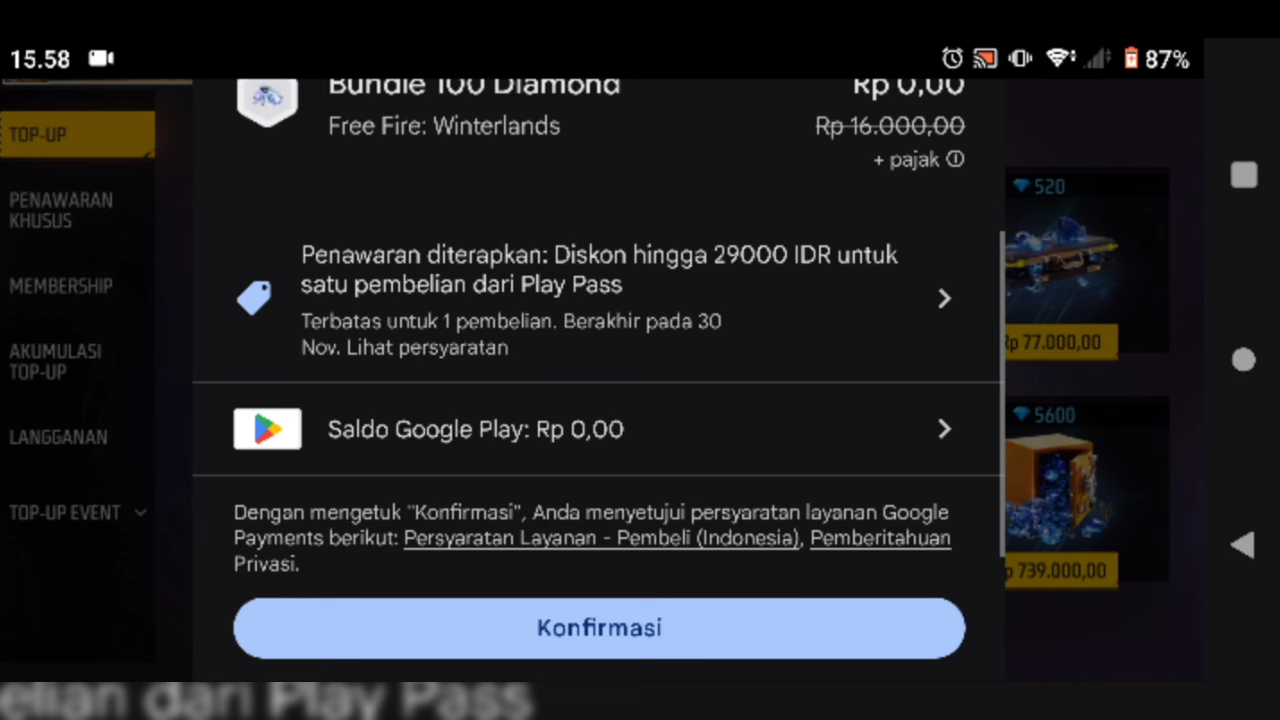 15.58
87%
Bundle 100 Diamond
Rp 0,00
Free Fire: Winterlands
Rp 16.000,00
+ pajak
TOP-UP
PENAWARAN
KHUSUS
MEMBERSHIP
AKUMULASI
TOP-UP
LANGGANAN
TOP-UP EVENT
Penawaran diterapkan: Diskon hingga 29000 IDR untuk
satu pembelian dari Play Pass
Terbatas untuk 1 pembelian. Berakhir pada 30
Nov. Lihat persyaratan
Saldo Google Play: Rp 0,00
Dengan mengetuk "Konfirmasi", Anda menyetujui persyaratan layanan Google
Payments berikut: Persyaratan Layanan - Pembeli (Indonesia), Pemberitahuan
Privasi.
Konfirmasi
520
Rp 77.000,00
5600
p 739.000,00
elian dari Play Pass